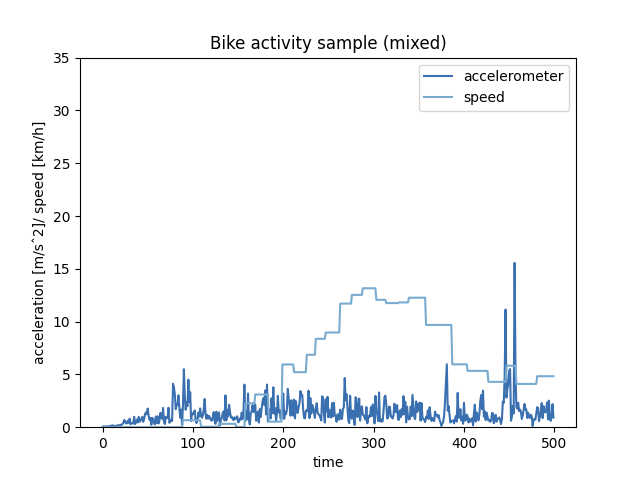 Bike activity sample (mixed)
accelerometer
speed
35
30
25
20
15
10
5
0
acceleration [m/sˆ2]/ speed [km/h]
0 100 200 300 400 500
time